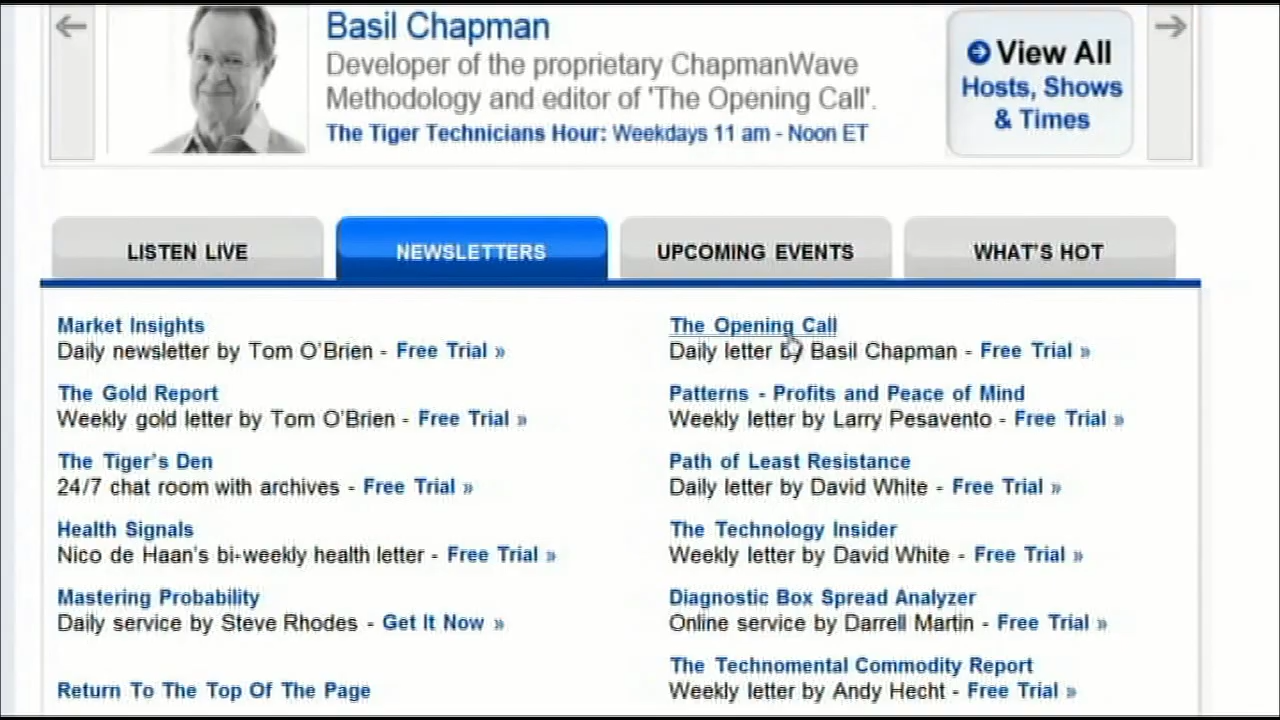 Basil Chapman
Developer of the proprietary ChapmanWave
Methodology and editor of 'The Opening Call'.
The Tiger Technicians Hour: Weekdays 11 am - Noon ET
View All
Hosts, Shows
& Times
LISTEN LIVE
NEWSLETTERS
UPCOMING EVENTS
WHAT'S HOT
Market Insights
Daily newsletter by Tom O'Brien - Free Trial »
The Gold Report
Weekly gold letter by Tom O'Brien - Free Trial »
The Tiger's Den
24/7 chat room with archives - Free Trial »
Health Signals
Nico de Haan's bi-weekly health letter - Free Trial »
Mastering Probability
Daily service by Steve Rhodes - Get It Now »
Return To The Top Of The Page
The Opening Call
Daily letter by Basil Chapman - Free Trial »
Patterns - Profits and Peace of Mind
Weekly letter by Larry Pesavento - Free Trial »
Path of Least Resistance
Daily letter by David White - Free Trial »
The Technology Insider
Weekly letter by David White - Free Trial »
Diagnostic Box Spread Analyzer
Online service by Darrell Martin - Free Trial »
The Technomental Commodity Report
Weekly letter by Andy Hecht - Free Trial »